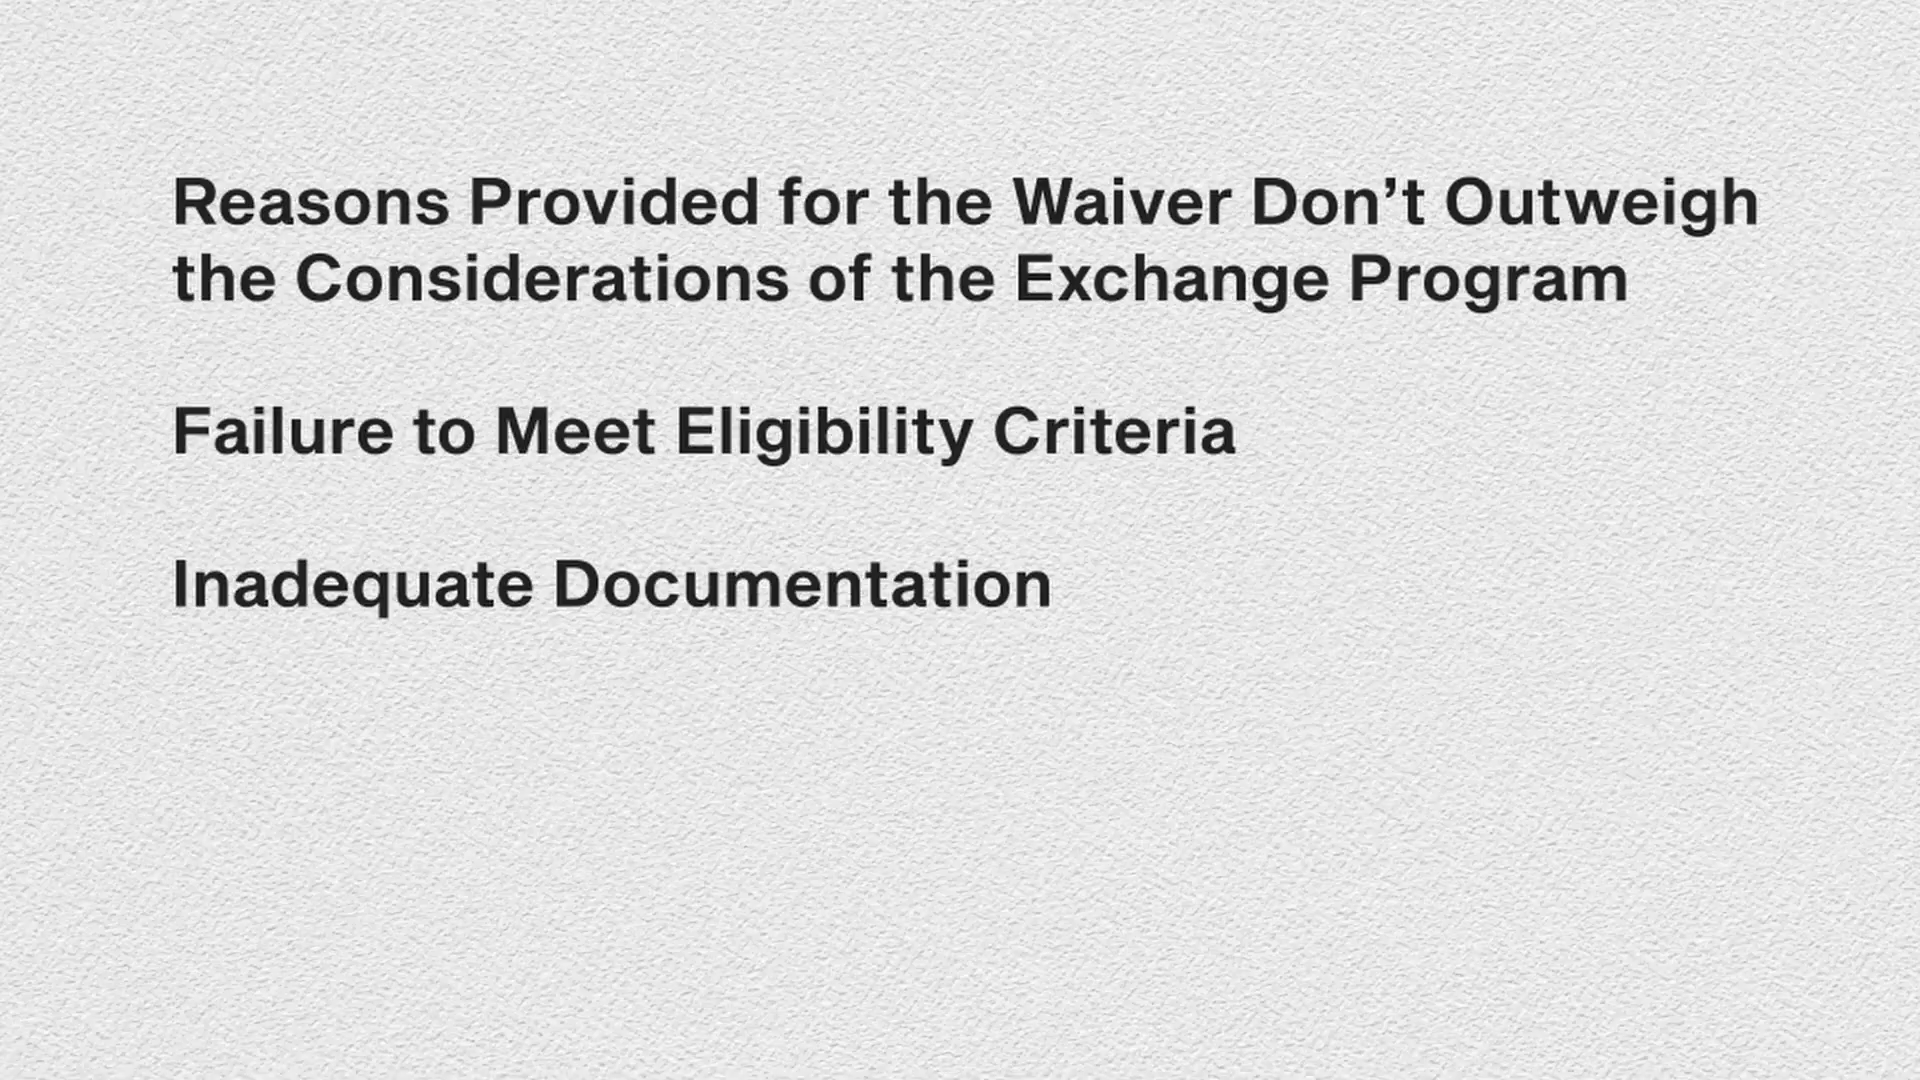 Reasons Provided for the Waiver Don’t Outweigh
the Considerations of the Exchange Program
Failure to Meet Eligibility Criteria
Inadequate Documentation